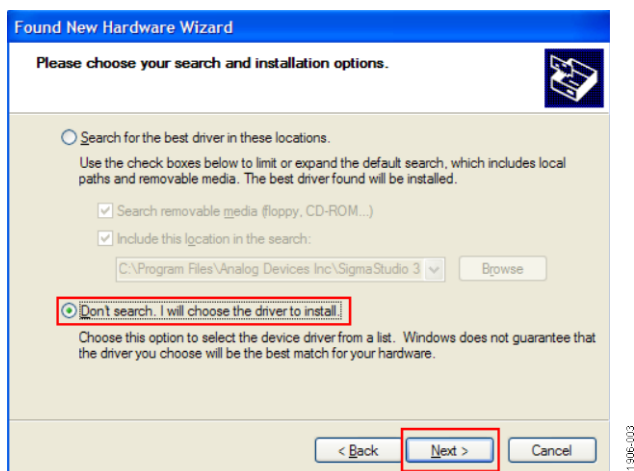 Found New Hardware Wizard
Please choose your search and installation options.
Search for the best driver in these locations.
Use the check boxes below to limit or expand the default search, which includes local
paths and removable media. The best driver found will be installed.
Search removable media (floppy, CD-ROM...)
Include this location in the search:
C:\Program Files\Analog Devices Inc\SigmaStudio 3
Browse
Don't search. I will choose the driver to install.
Choose this option to select the device driver from a list. Windows does not guarantee that
the driver you choose will be the best match for your hardware.
< Back
Next >
Cancel
906-003